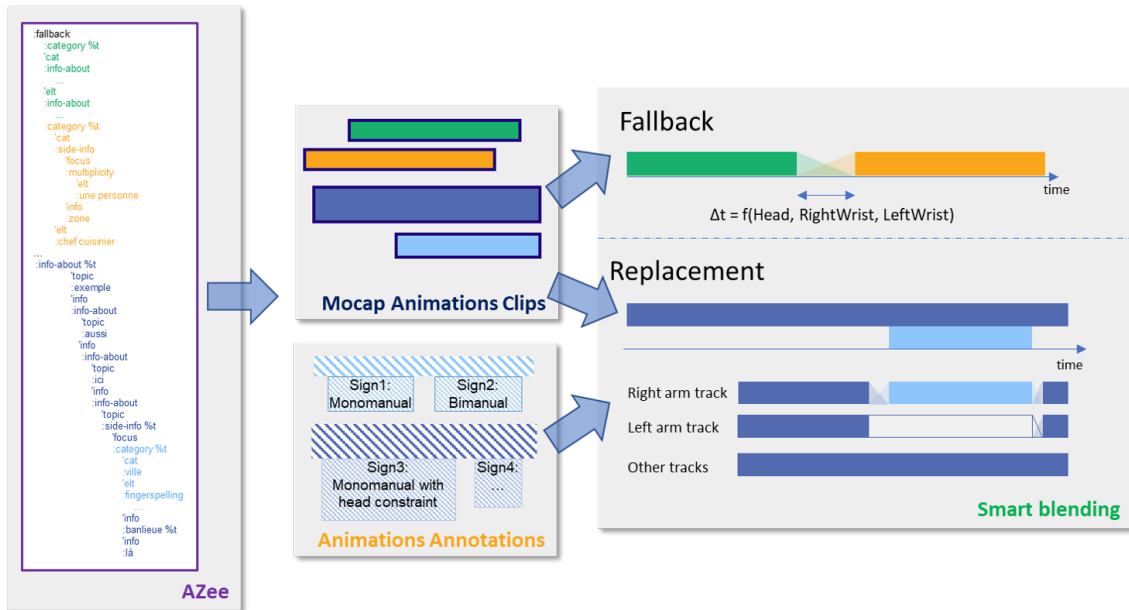 :fallback
:category %t
'cat
:info-about
...
'elt
:info-about
...
:category %t
'cat
:side-info
'focus
:multiplicity
'elt
:une personne
'info
:zone
'elt
:chef cuisinier
...
:info-about %t
'topic
:exemple
'info
:info-about
'topic
:aussi
'info
:info-about
'topic
:ici
'info
:info-about
'topic
:side-info %t
'focus
:category %t
'cat
:ville
'elt
:fingerspelling
...
'info
:banlieue %t
'info
:là
AZee
Mocap Animations Clips
Sign1:
Monomanual
Sign2:
Bimanual
Sign3:
Monomanual with
head constraint
Sign4:
...
Animations Annotations
Fallback
time
Δt = f(Head, RightWrist, LeftWrist)
Replacement
time
Right arm track
Left arm track
Other tracks
Smart blending